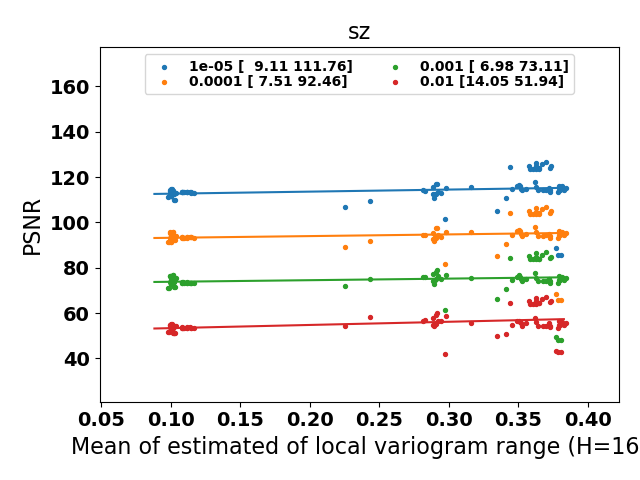 sz
1e-05 [  9.11 111.76]
0.0001 [ 7.51 92.46]
0.001 [ 6.98 73.11]
0.01 [14.05 51.94]
PSNR
160
140
120
100
80
60
40
0.05 0.10 0.15 0.20 0.25 0.30 0.35 0.40
Mean of estimated of local variogram range (H=16